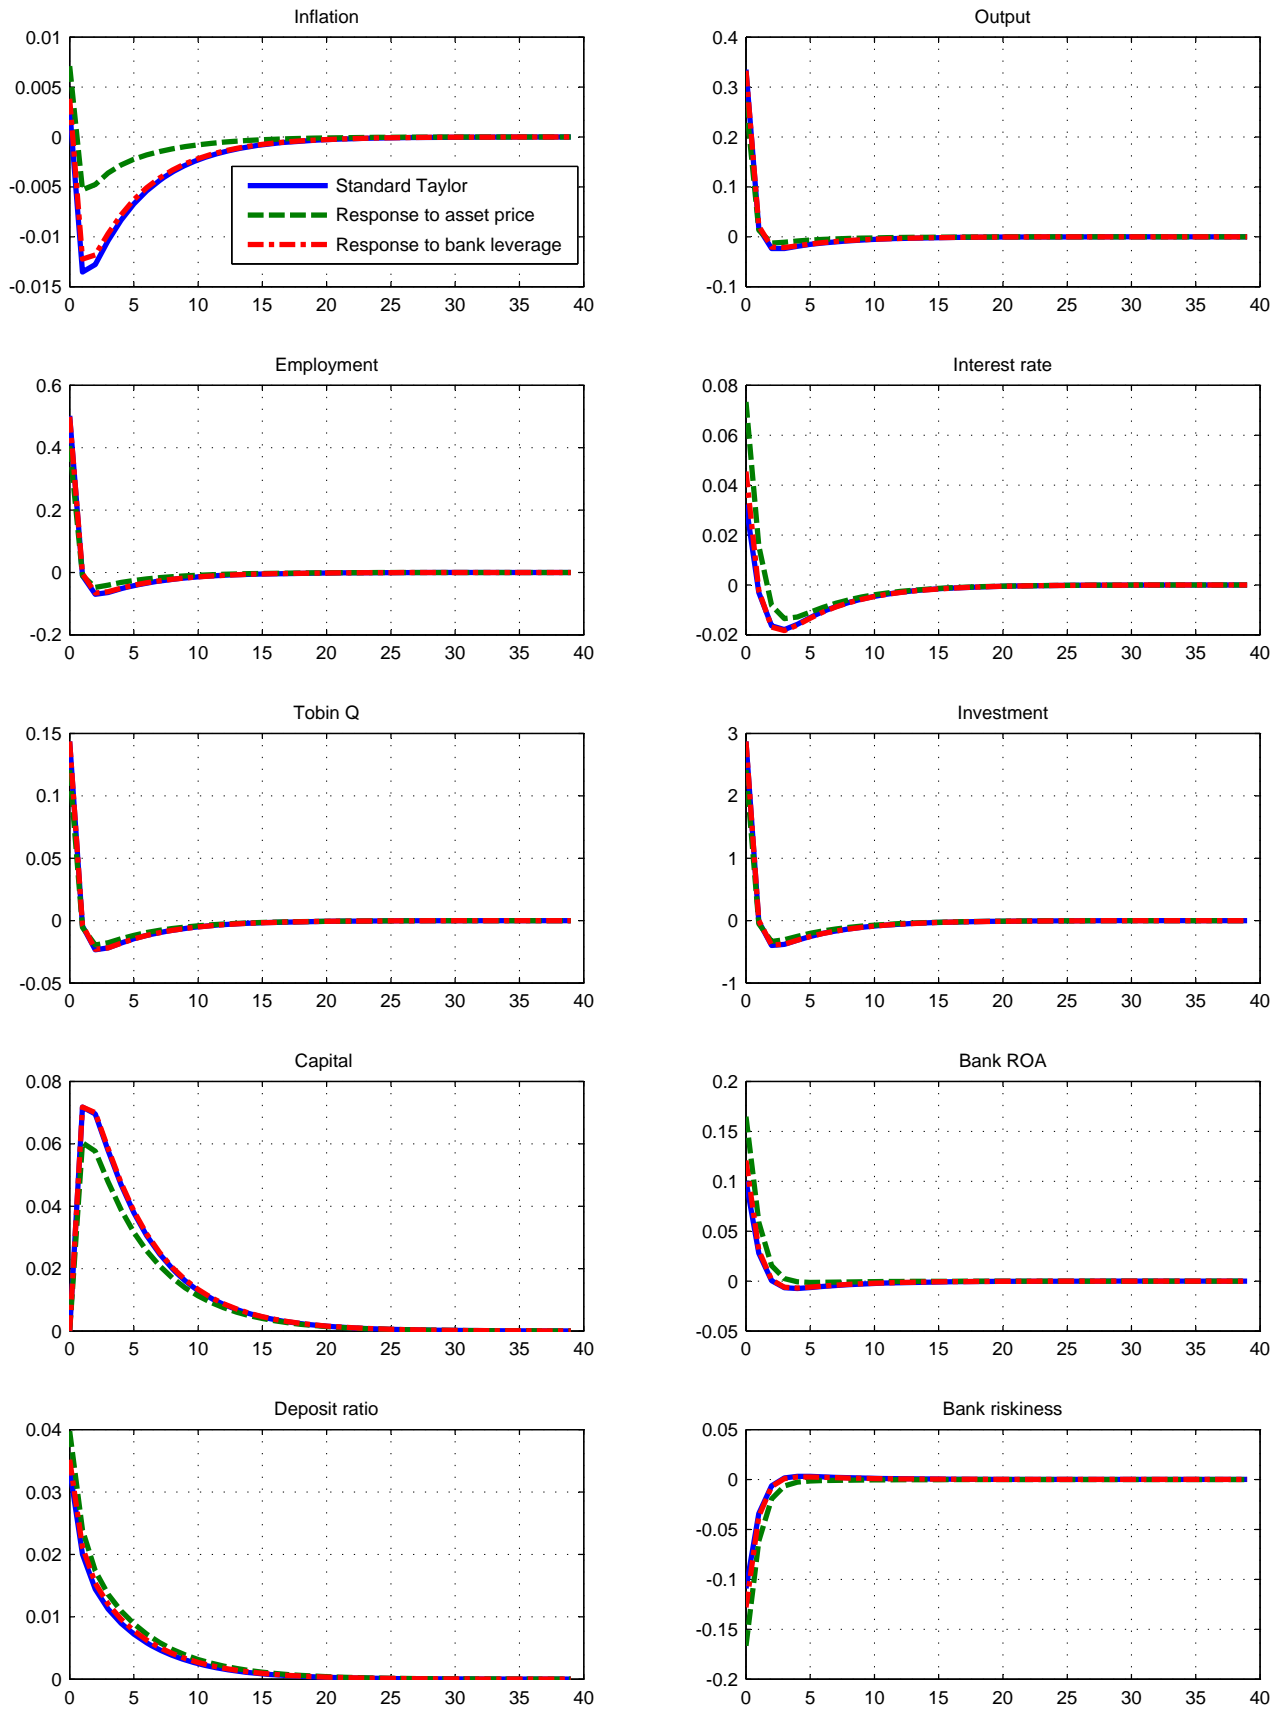 Inflation
0.01
0.005
0
-0.005
-0.01
-0.015
0 5 10 15 20 25 30 35 40
Standard Taylor
Response to asset price
Response to bank leverage
Output
0.4
0.3
0.2
0.1
0
-0.1
0 5 10 15 20 25 30 35 40
Employment
0.6
0.4
0.2
0
-0.2
0 5 10 15 20 25 30 35 40
Interest rate
0.08
0.06
0.04
0.02
0
-0.02
0 5 10 15 20 25 30 35 40
Tobin Q
0.15
0.1
0.05
0
-0.05
0 5 10 15 20 25 30 35 40
Investment
3
2
1
0
-1
0 5 10 15 20 25 30 35 40
Capital
0.08
0.06
0.04
0.02
0
0 5 10 15 20 25 30 35 40
Bank ROA
0.2
0.15
0.1
0.05
0
-0.05
0 5 10 15 20 25 30 35 40
Deposit ratio
0.04
0.03
0.02
0.01
0
0 5 10 15 20 25 30 35 40
Bank riskiness
0.05
0
-0.05
-0.1
-0.15
-0.2
0 5 10 15 20 25 30 35 40